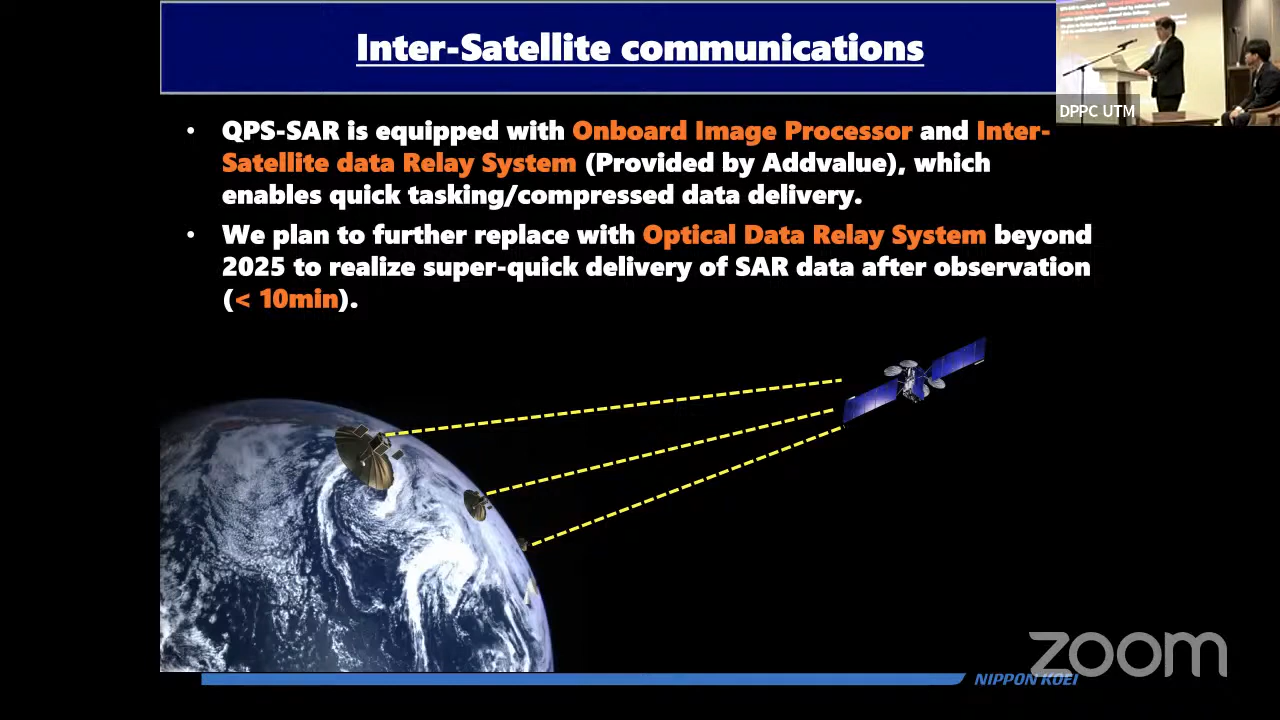 Inter-Satellite communications
DPPC UTM
• QPS-SAR is equipped with Onboard Image Processor and Inter-
Satellite data Relay System (Provided by Addvalue), which
enables quick tasking/compressed data delivery.
• We plan to further replace with Optical Data Relay System beyond
2025 to realize super-quick delivery of SAR data after observation
(< 10min).
zoom
NIPPON KOEI